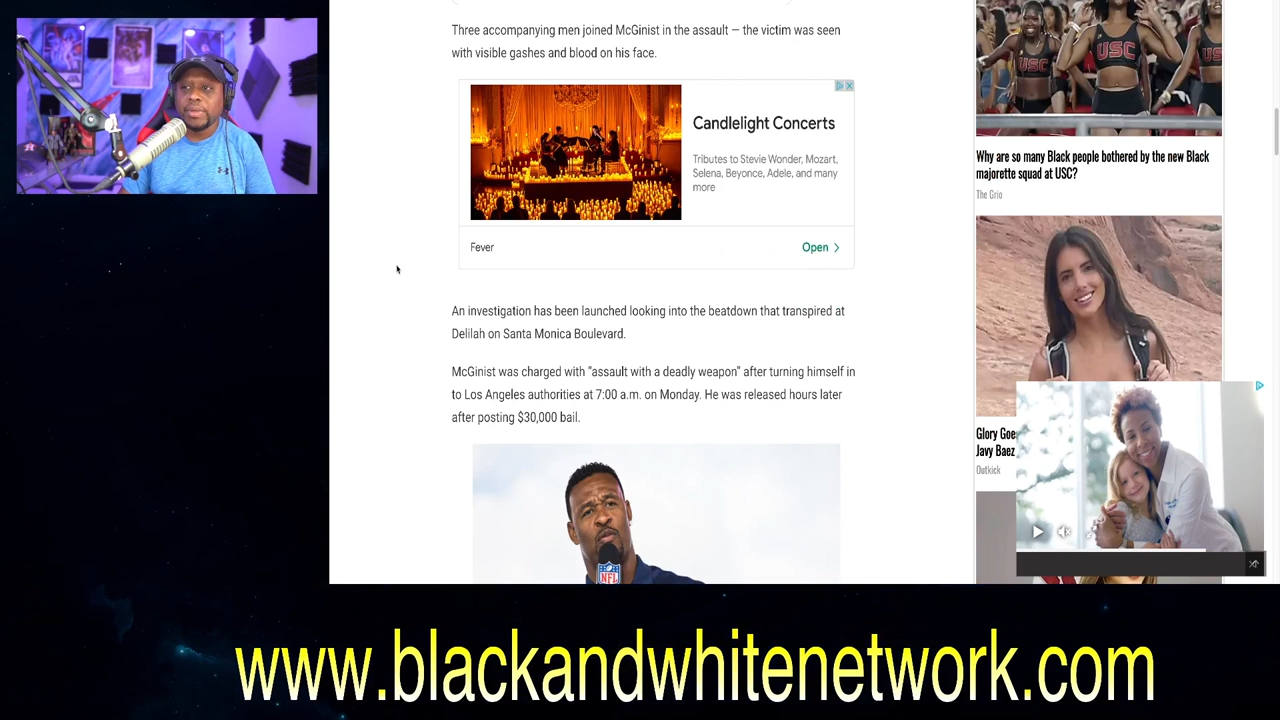 Three accompanying men joined McGinist in the assault — the victim was seen
with visible gashes and blood on his face.
Candlelight Concerts
Tributes to Stevie Wonder, Mozart,
Selena, Beyonce, Adele, and many
more
Fever
Open
An investigation has been launched looking into the beatdown that transpired at
Delilah on Santa Monica Boulevard.
McGinist was charged with "assault with a deadly weapon" after turning himself in
to Los Angeles authorities at 7:00 a.m. on Monday. He was released hours later
after posting $30,000 bail.
NFL
USC
USC
USC
Why are so many Black people bothered by the new Black
majorette squad at USC?
The Grio
Glory Goe
Javy Baez
Outkick
www.blackandwhitenetwork.com